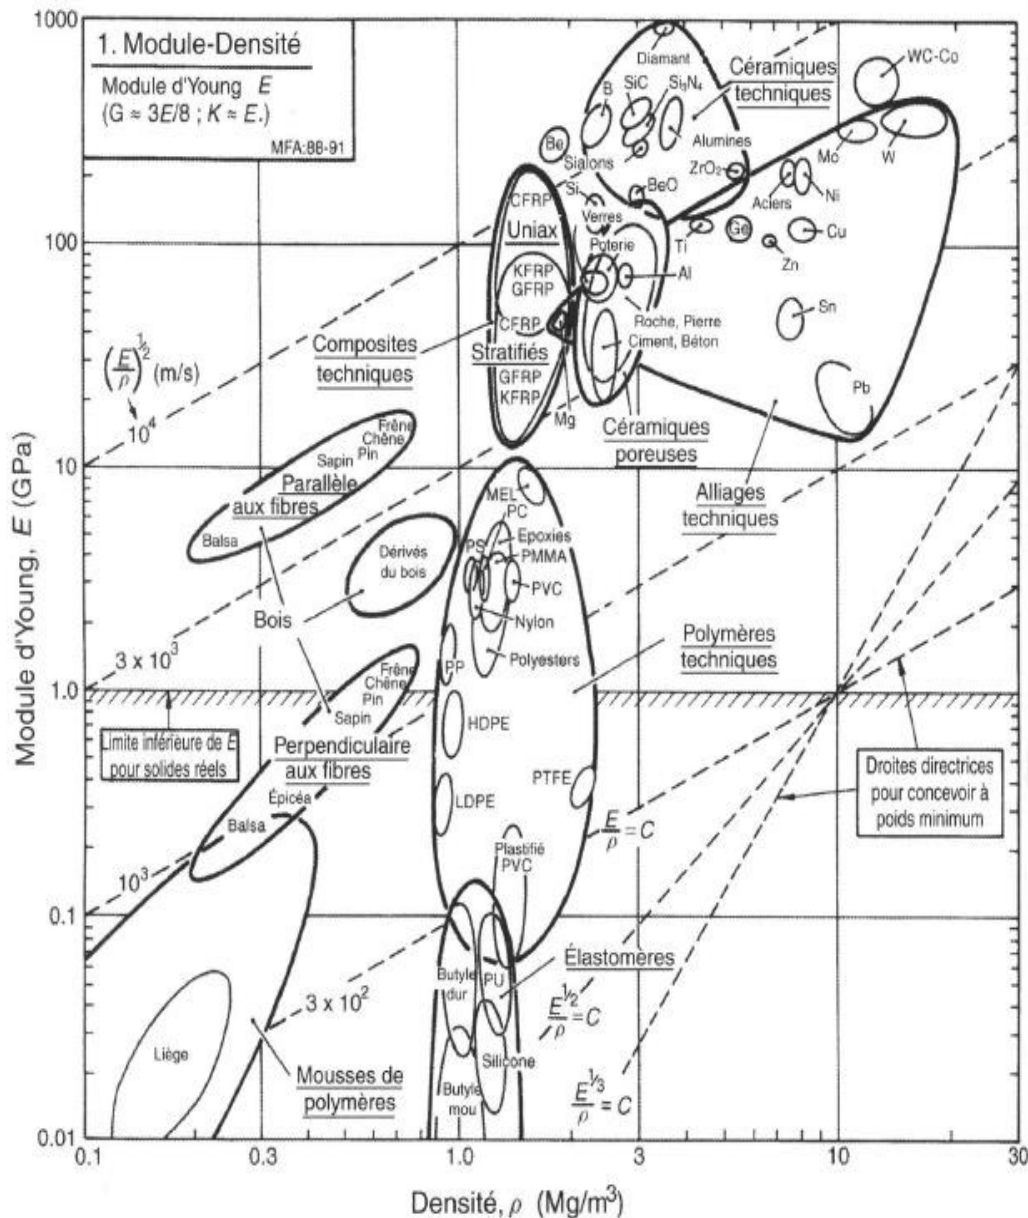 1. Module-Densité
Module d'Young E
(G ≈ 3E/8 ; K ≈ E.)
MFA:88-91
1000
100
10
1.0
0.1
0.01
Module d'Young, E (GPa)
Diamant
Céramiques
techniques
WC-Co
B
SiC
Si₃N₄
Alumines
Be
Sialons
Mo
W
ZrO₂
Si
BeO
Aciers
Ni
CFRP
Uniax
Verres
Poterie
Ti
Ge
Cu
Zn
Al
KFRP
GFRP
CFRP
Stratifiés
GFRP
KFRP
Mg
Roche, Pierre
Ciment, Béton
Sn
Pb
Composites
techniques
Céramiques
poreuses
Alliages
techniques
(E/ρ)^½ (m/s)
10⁴
Frêne
Chêne
Pin
Sapin
Parallèle
aux fibres
Balsa
Dérivés
du bois
Bois
MEL
PC
Epoxies
PS
PMMA
PVC
Nylon
Polyesters
PP
HDPE
LDPE
PTFE
Plastifié
PVC
Polymères
techniques
3 x 10³
Frêne
Chêne
Pin
Sapin
Limite inférieure de E
pour solides réels
Perpendiculaire
aux fibres
Épicéa
Balsa
Droites directrices
pour concevoir à
poids minimum
E/ρ = C
10³
3 x 10²
Butyle
dur
PU
Élastomères
E^½/ρ = C
Silicone
Butyle
mou
E^⅓/ρ = C
Liège
Mousses de
polymères
0.1
0.3
1.0
3
10
30
Densité, ρ (Mg/m³)